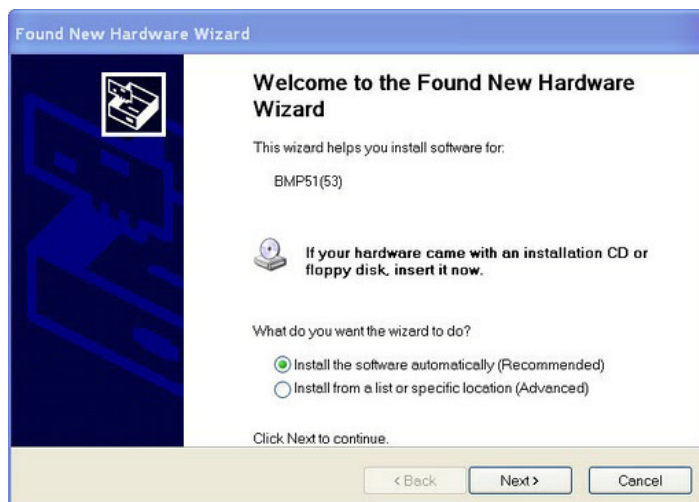 Found New Hardware Wizard
Welcome to the Found New Hardware
Wizard
This wizard helps you install software for:
BMP51(53)
If your hardware came with an installation CD or
floppy disk, insert it now.
What do you want the wizard to do?
Install the software automatically (Recommended)
Install from a list or specific location (Advanced)
Click Next to continue.
< Back
Next >
Cancel